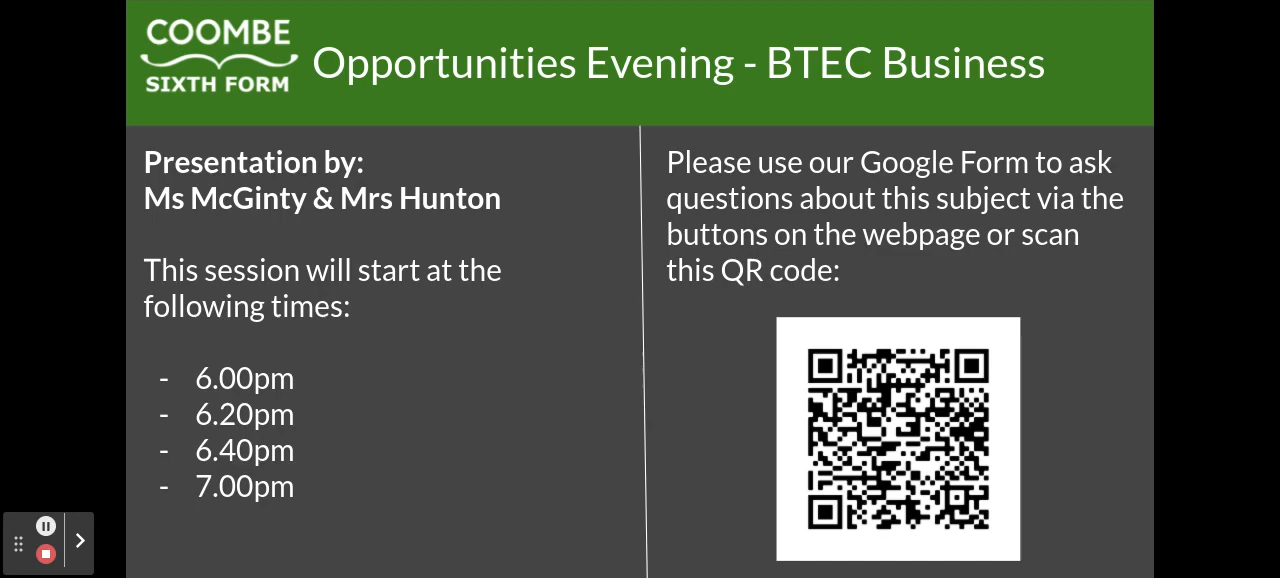 COOMBE
SIXTH FORM
Opportunities Evening - BTEC Business
Presentation by:
Ms McGinty & Mrs Hunton
This session will start at the
following times:
- 6.00pm
- 6.20pm
- 6.40pm
- 7.00pm
Please use our Google Form to ask
questions about this subject via the
buttons on the webpage or scan
this QR code: